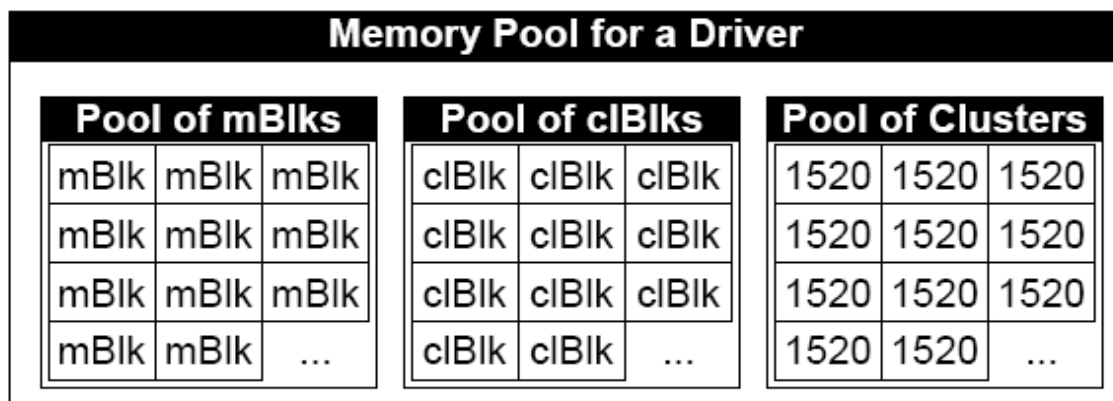 Memory Pool for a Driver
Pool of mBlks Pool of clBlks Pool of Clusters
mBlk mBlk mBlk clBlk clBlk clBlk 1520 1520 1520
mBlk mBlk mBlk clBlk clBlk clBlk 1520 1520 1520
mBlk mBlk mBlk clBlk clBlk clBlk 1520 1520 1520
mBlk mBlk ... clBlk clBlk ... 1520 1520 ...